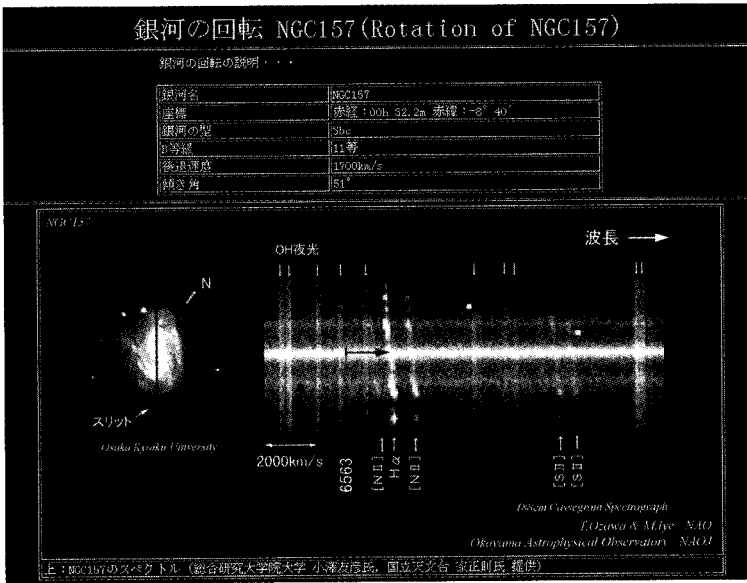 銀河の回転 NGC157(Rotation of NGC157)
銀河の回転の説明・・・
銀河名 NGC157
座標 赤経：00h 32.2m 赤緯：-8° 40′
銀河の型 Sbc
B等級 11等
後退速度 1700km/s
傾き角 51°
NGC157
波長
OH夜光
N
スリット
Osaka Kyoiku University
2000km/s
6563
[NⅡ]
Hα
[NⅡ]
[SⅡ]
[SⅡ]
188cm Cassegrain Spectrograph
T.Ozawa & M.Iye NAO
Okayama Astrophysical Observatory NAOJ
上：NGC157のスペクトル (総合研究大学院大学 小澤友彦氏, 国立天文台 家正則氏 提供)